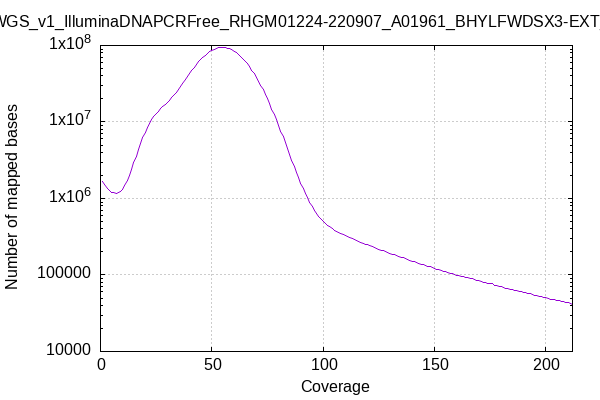 WGS_v1_IlluminaDNAPCRFree_RHGM01224-220907_A01961_BHYLFWDSX3-EXT_
1x10^8
1x10^7
1x10^6
100000
10000
Number of mapped bases
0 50 100 150 200
Coverage